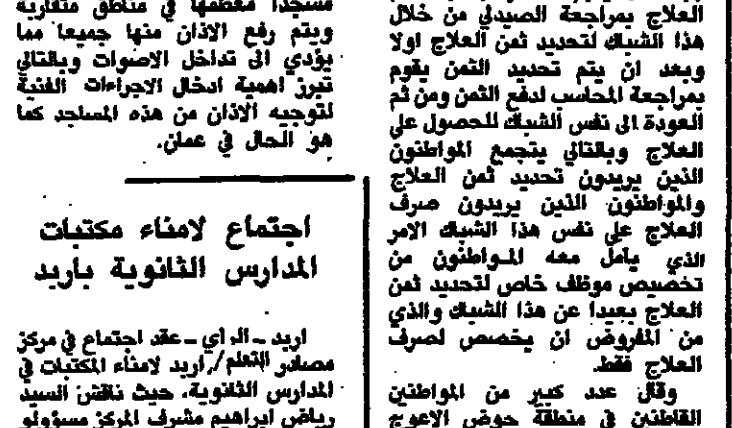 العلاج بمراجعة الصيدلي من خلال
هذا الشباك لتحديد ثمن العلاج اولا
وبعد ان يتم تحديد الثمن يقوم
بمراجعة المحاسب لدفع الثمن ومن ثم
العودة الى نفس الشباك للحصول على
العلاج وبالتالي يتجمع المواطنون
الذين يريدون تحديد ثمن العلاج
والمواطنون الذين يريدون صرف
العلاج على نفس هذا الشباك الامر
الذي يأمل معه المواطنون من
تخصيص موظف خاص لتحديد ثمن
العلاج بعيدا عن هذا الشباك والذي
من المفروض ان يخصص لصرف
العلاج فقط.
وقال عدد كبير من المواطنين
القاطنين في منطقة حوض الاعوج
مسجدا معظمها في مناطق متقاربة
ويتم رفع الاذان منها جميعا مما
يؤدي الى تداخل الاصوات وبالتالي
تبرز اهمية ادخال الاجراءات الفنية
لتوجيه الاذان من هذه المساجد كما
هو الحال في عمان.
اجتماع لامناء مكتبات
المدارس الثانوية باربد
اربد - الرأي - عقد اجتماع في مركز
مصادر التعلم/ اربد لامناء المكتبات في
المدارس الثانوية، حيث ناقش السيد
رياض ابراهيم مشرف المركز مسؤولو